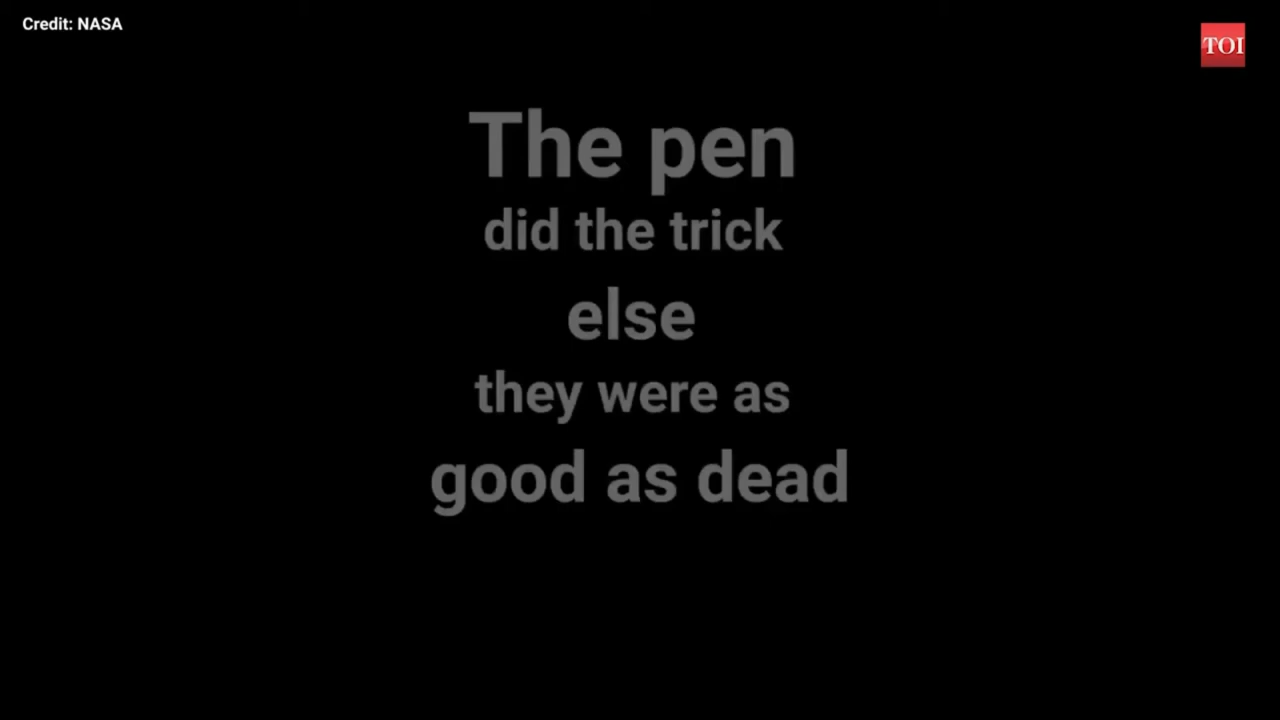 Credit: NASA
TOI
The pen
did the trick
else
they were as
good as dead